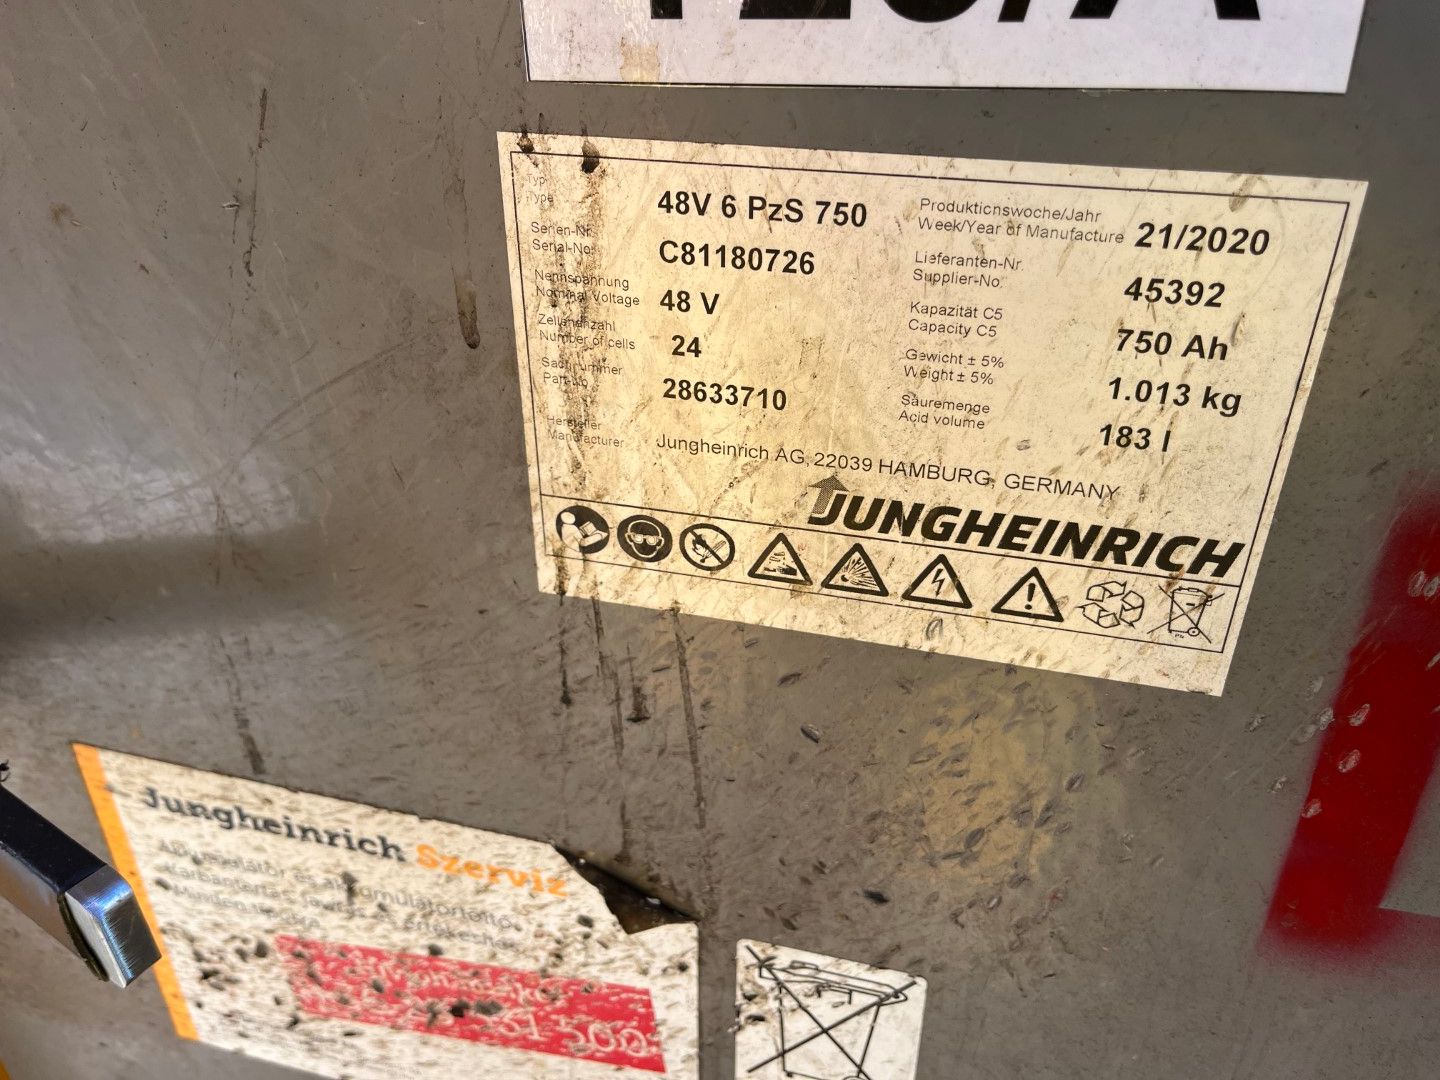 Typ
Type
48V 6 PzS 750
Serien-Nr.
Serial-No.
C81180726
Nennspannung
Nominal Voltage
48 V
Zellenanzahl
Number of cells
24
Sachnummer
Part-No.
28633710
Hersteller
Manufacturer
Jungheinrich AG, 22039 HAMBURG, GERMANY
Produktionswoche/Jahr
Week/Year of Manufacture
21/2020
Lieferanten-Nr.
Supplier-No.
45392
Kapazität C5
Capacity C5
750 Ah
Gewicht ± 5%
Weight ± 5%
1.013 kg
Säuremenge
Acid volume
183 l
JUNGHEINRICH
Jungheinrich Szerviz
Akkumulátor és akkumulátortöltő